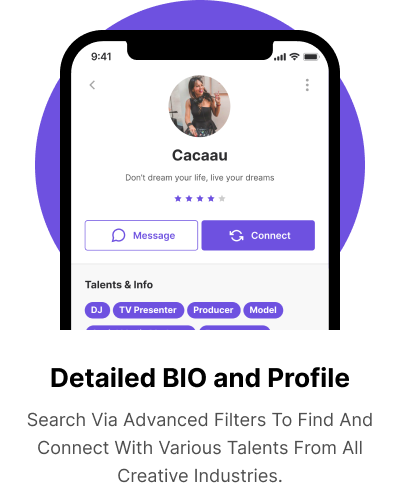 9:41
Cacaau
Don't dream your life, live your dreams
Message Connect
Talents & Info
DJ TV Presenter Producer Model
Detailed BIO and Profile
Search Via Advanced Filters To Find And
Connect With Various Talents From All
Creative Industries.